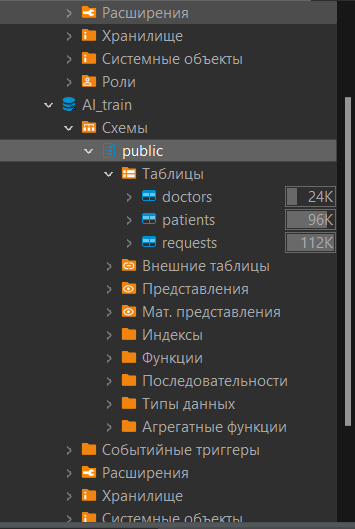 Расширения
Хранилище
Системные объекты
Роли
AI_train
Схемы
public
Таблицы
doctors 24K
patients 96K
requests 112K
Внешние таблицы
Представления
Мат. представления
Индексы
Функции
Последовательности
Типы данных
Агрегатные функции
Событийные триггеры
Расширения
Хранилище
Системные объекты